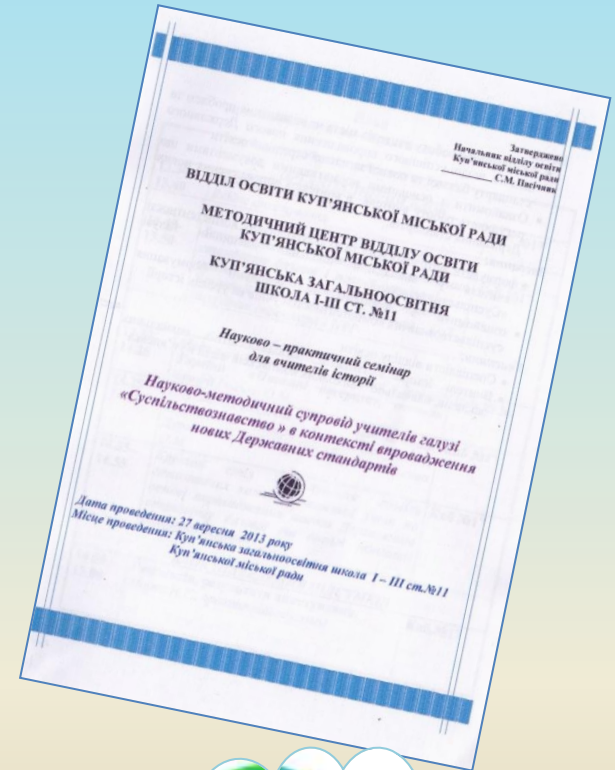 Затверджено
Начальник відділу освіти
Куп'янської міської ради
__________ С.М. Пасічник
ВІДДІЛ ОСВІТИ КУП'ЯНСЬКОЇ МІСЬКОЇ РАДИ
МЕТОДИЧНИЙ ЦЕНТР ВІДДІЛУ ОСВІТИ
КУП'ЯНСЬКОЇ МІСЬКОЇ РАДИ
КУП'ЯНСЬКА ЗАГАЛЬНООСВІТНЯ
ШКОЛА І-ІІІ СТ. №11
Науково – практичний семінар
для вчителів історії
Науково-методичний супровід учителів галузі
«Суспільствознавство » в контексті впровадження
нових Державних стандартів
Дата проведення: 27 вересня 2013 року
Місце проведення: Куп'янська загальноосвітня школа І – ІІІ ст.№11
Куп'янської міської ради